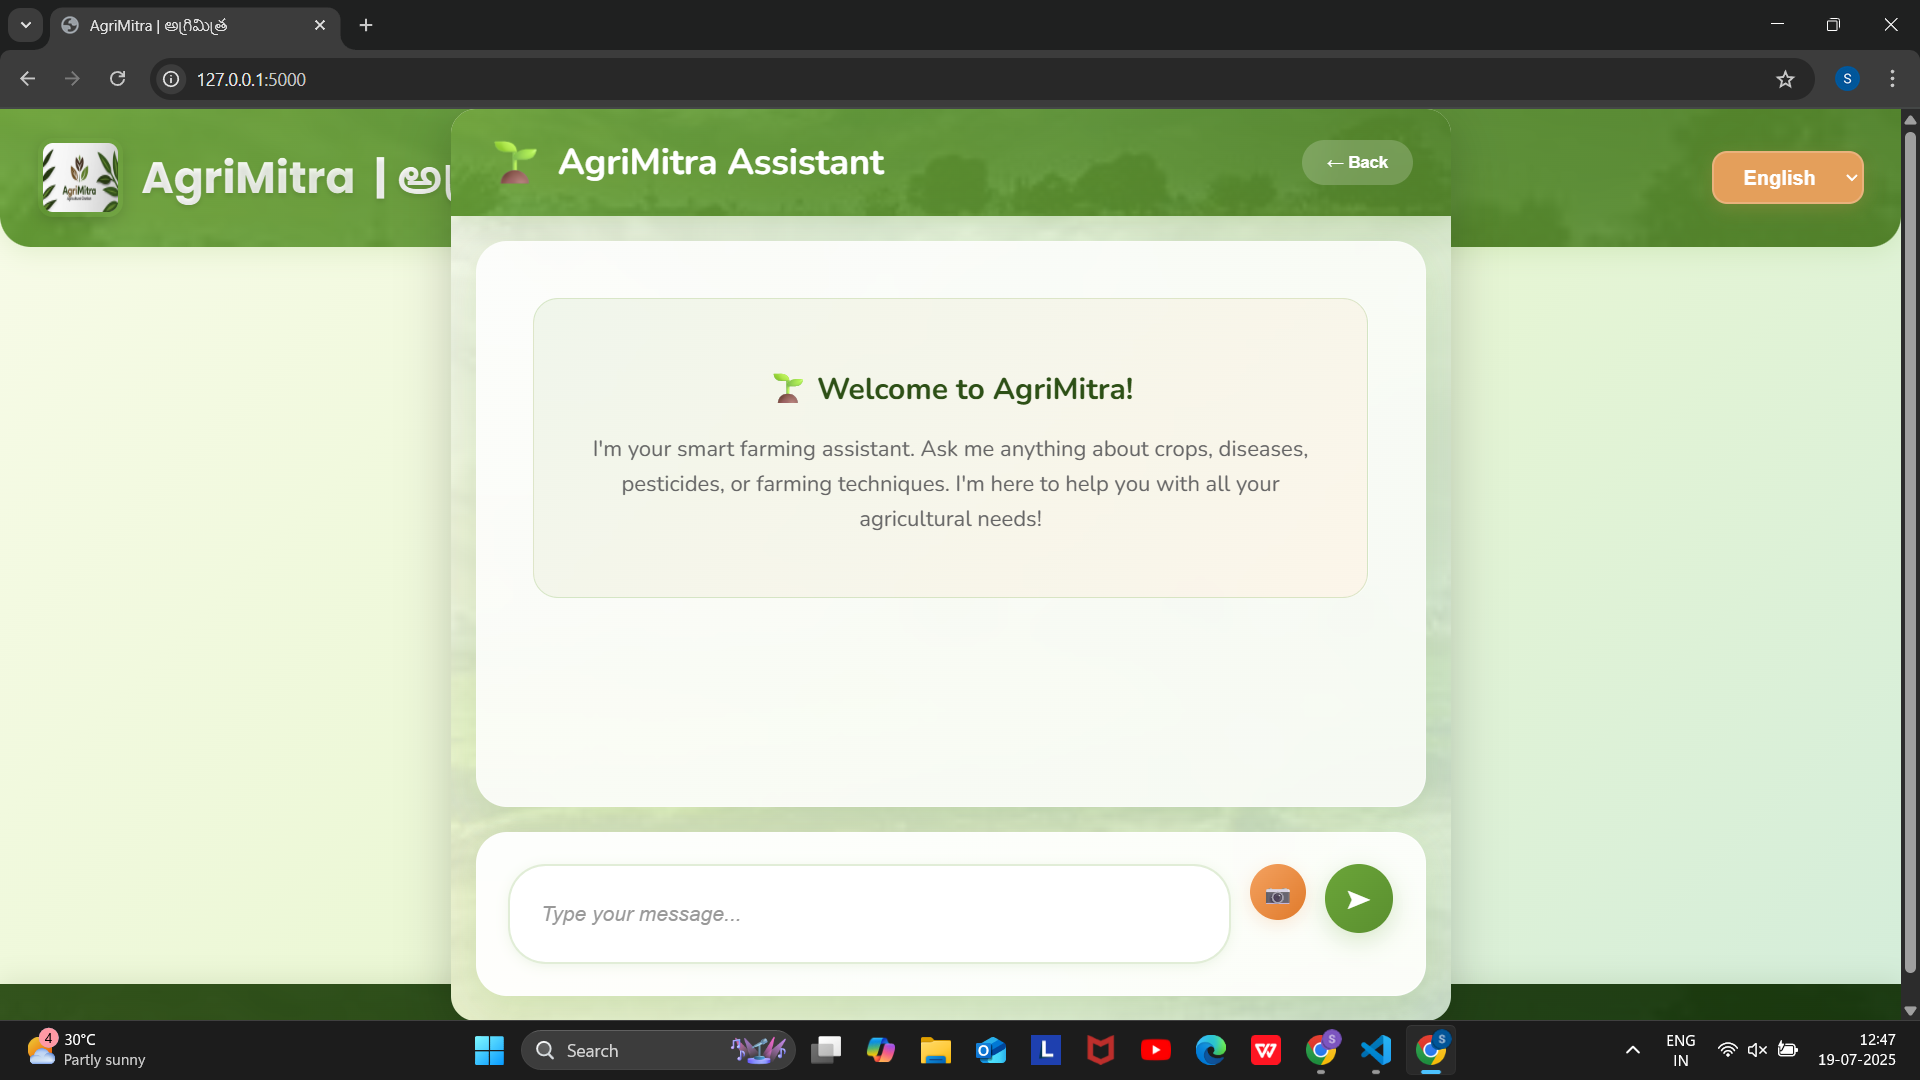 AgriMitra | అగ్రిమిత్ర
127.0.0.1:5000
S
AgriMitra
AgriMitra |
AgriMitra Assistant
← Back
English
Welcome to AgriMitra!
I'm your smart farming assistant. Ask me anything about crops, diseases,
pesticides, or farming techniques. I'm here to help you with all your
agricultural needs!
Type your message...
4
30°C
Partly sunny
Search
L
S
S
ENG
IN
12:47
19-07-2025